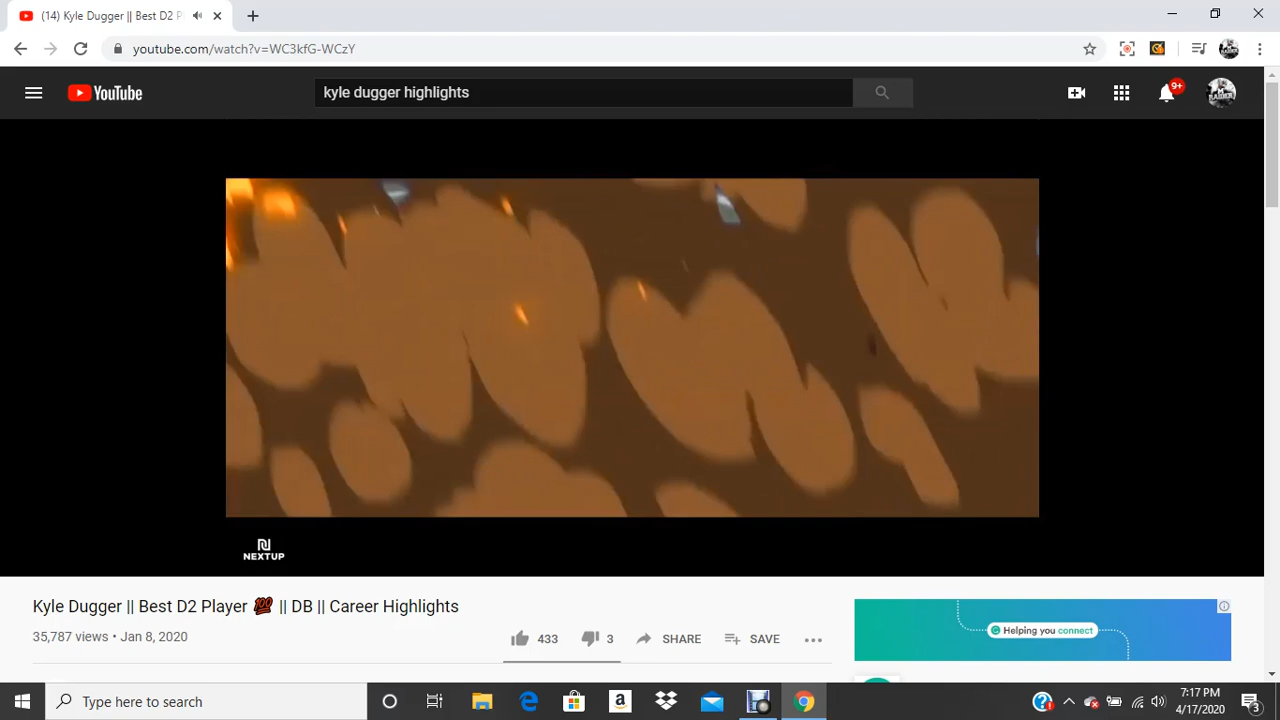 (14) Kyle Dugger || Best D2 P
youtube.com/watch?v=WC3kfG-WCzY
YouTube
kyle dugger highlights
9+
NEXTUP
Kyle Dugger || Best D2 Player 💯 || DB || Career Highlights
35,787 views • Jan 8, 2020
433
3
SHARE
SAVE
Helping you connect
Type here to search
7:17 PM
4/17/2020
3